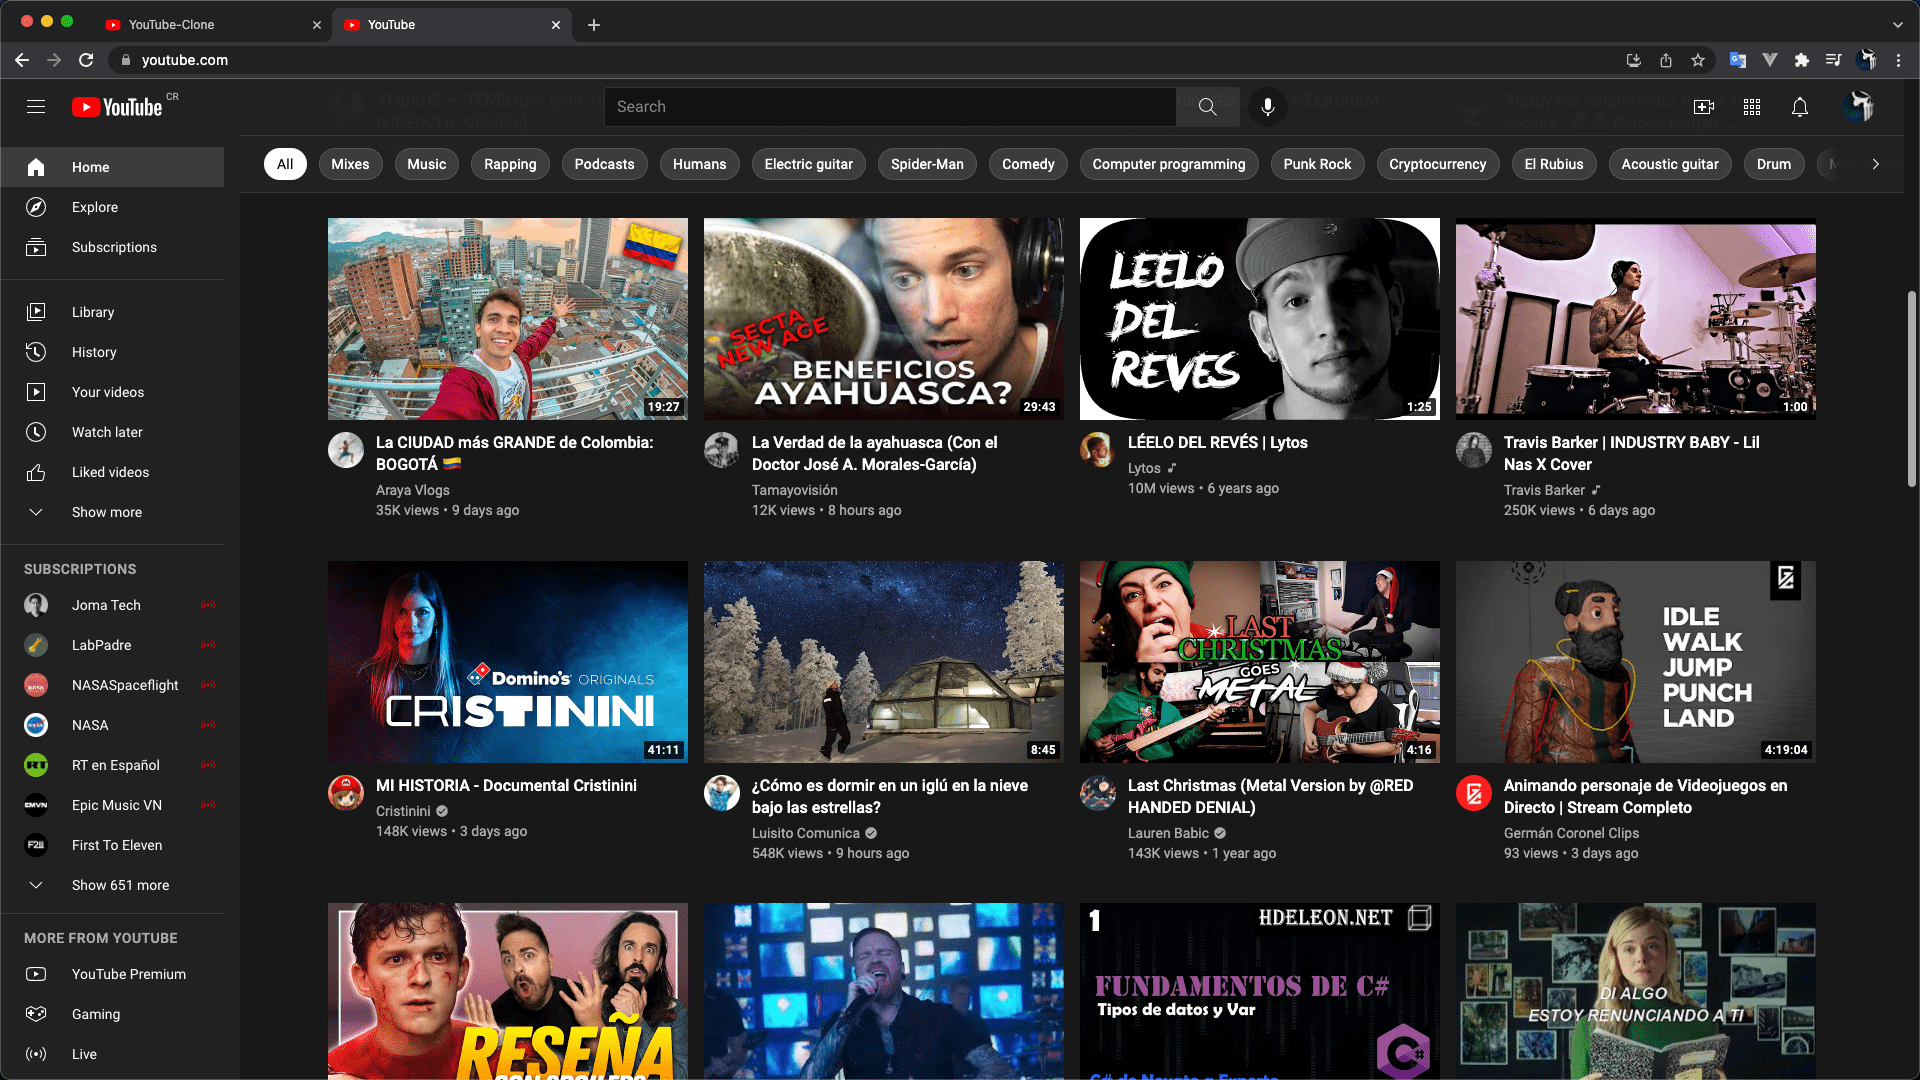 YouTube-Clone
YouTube
youtube.com
YouTube CR
Search
Home
Explore
Subscriptions
Library
History
Your videos
Watch later
Liked videos
Show more
SUBSCRIPTIONS
Joma Tech
LabPadre
NASASpaceflight
NASA
RT en Español
Epic Music VN
First To Eleven
Show 651 more
MORE FROM YOUTUBE
YouTube Premium
Gaming
Live
All
Mixes
Music
Rapping
Podcasts
Humans
Electric guitar
Spider-Man
Comedy
Computer programming
Punk Rock
Cryptocurrency
El Rubius
Acoustic guitar
Drum
19:27
La CIUDAD más GRANDE de Colombia:
BOGOTÁ 🇨🇴
Araya Vlogs
35K views • 9 days ago
SECTA
NEW AGE
BENEFICIOS
AYAHUASCA?
29:43
La Verdad de la ayahuasca (Con el
Doctor José A. Morales-García)
Tamayovisión
12K views • 8 hours ago
LEELO
DEL
REVES
1:25
LÉELO DEL REVÉS | Lytos
Lytos
10M views • 6 years ago
1:00
Travis Barker | INDUSTRY BABY - Lil
Nas X Cover
Travis Barker
250K views • 6 days ago
Domino's ORIGINALS
CRISTININI
41:11
MI HISTORIA - Documental Cristinini
Cristinini
148K views • 3 days ago
8:45
¿Cómo es dormir en un iglú en la nieve
bajo las estrellas?
Luisito Comunica
548K views • 9 hours ago
LAST
CHRISTMAS
GOES
METAL
4:16
Last Christmas (Metal Version by @RED
HANDED DENIAL)
Lauren Babic
143K views • 1 year ago
IDLE
WALK
JUMP
PUNCH
LAND
4:19:04
Animando personaje de Videojuegos en
Directo | Stream Completo
Germán Coronel Clips
93 views • 3 days ago
RESEÑA
1
HDELEON.NET
FUNDAMENTOS DE C#
Tipos de datos y Var
C#
DI ALGO
ESTOY RENUNCIANDO A TI